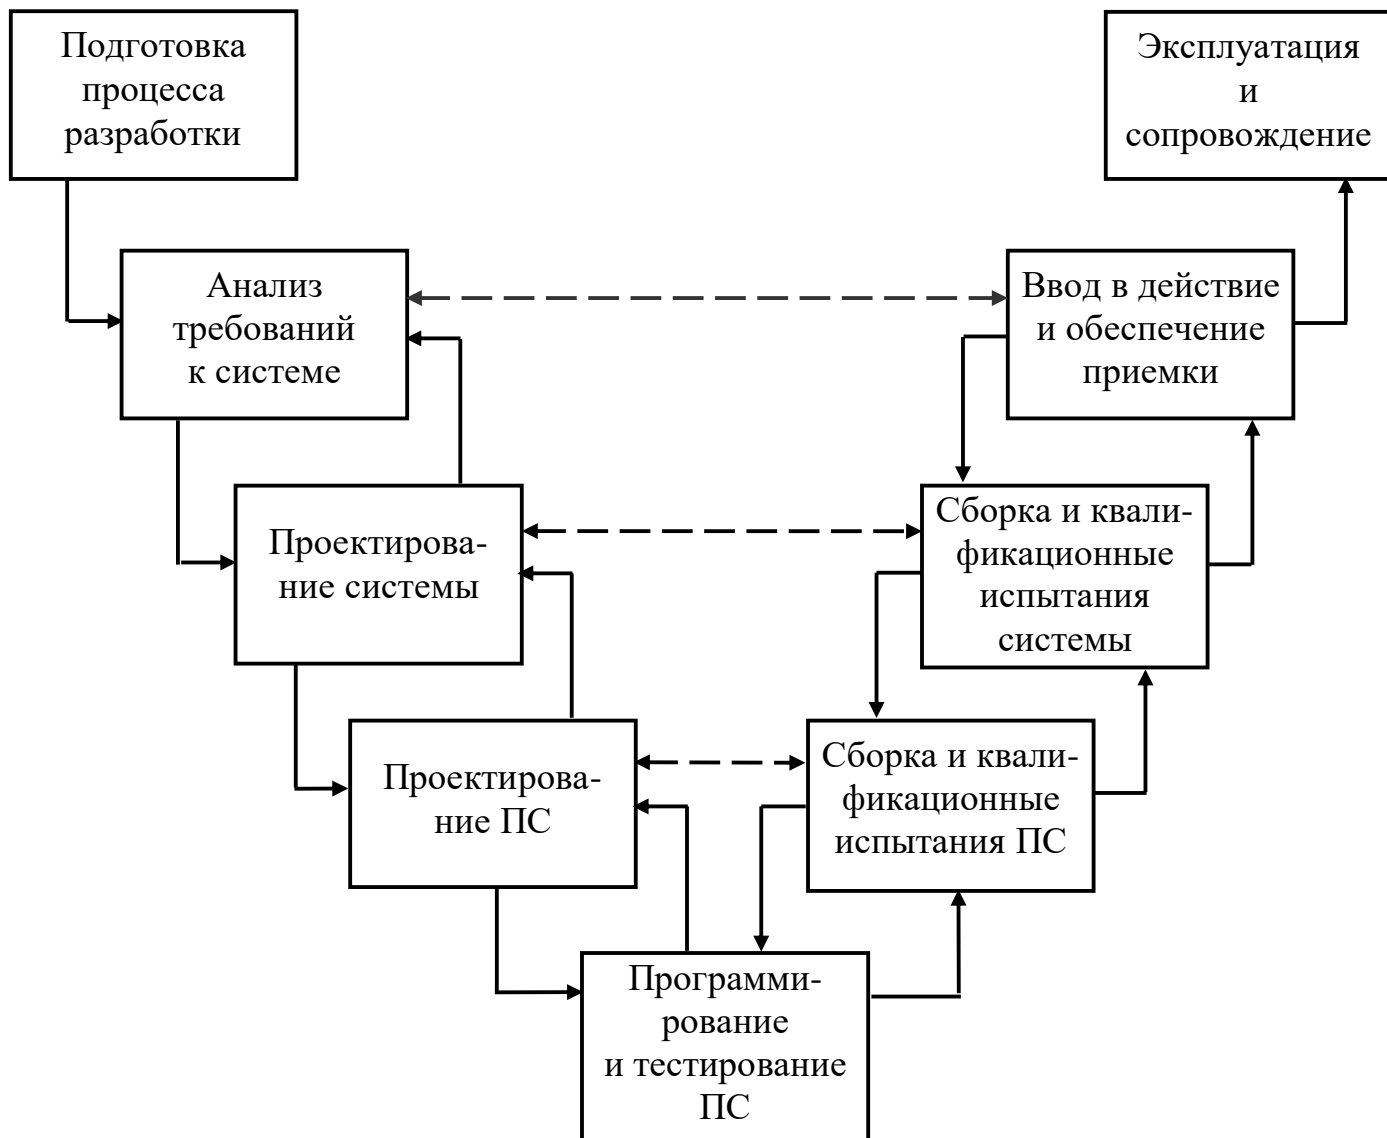 Подготовка
процесса
разработки
Эксплуатация
и
сопровождение
Анализ
требований
к системе
Ввод в действие
и обеспечение
приемки
Проектирова-
ние системы
Сборка и квали-
фикационные
испытания
системы
Проектирова-
ние ПС
Сборка и квали-
фикационные
испытания ПС
Программи-
рование
и тестирование
ПС